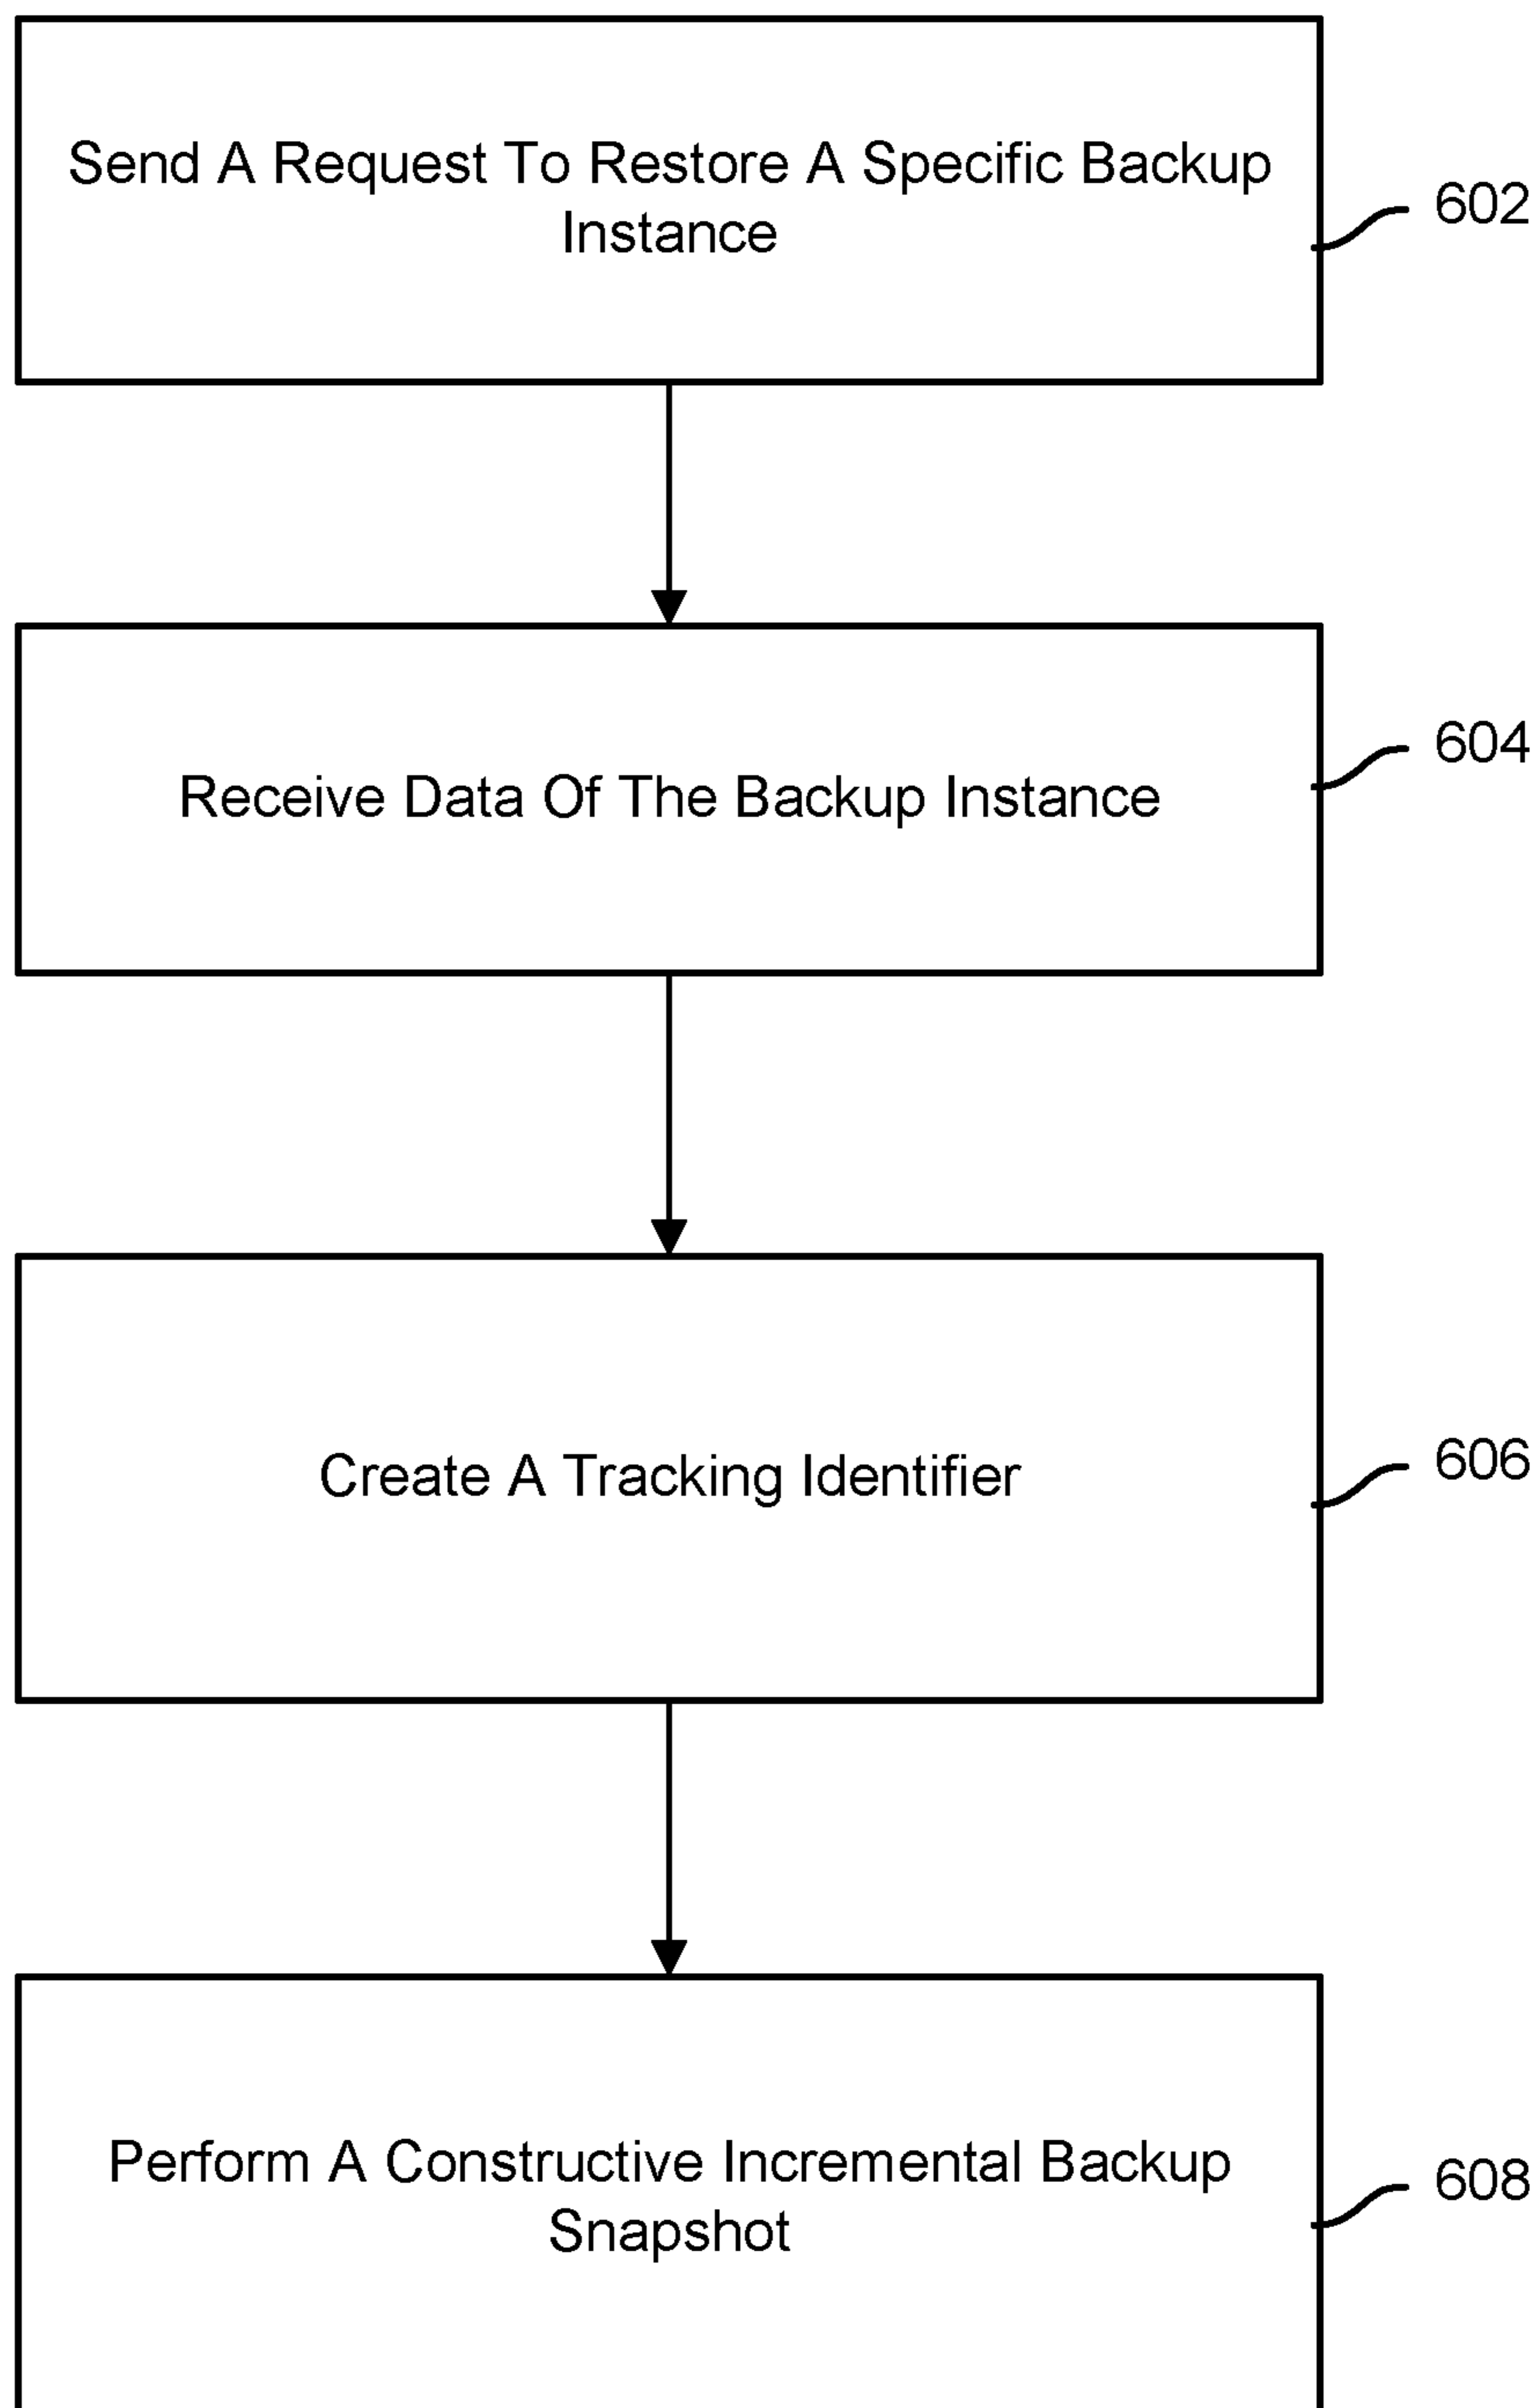 Send A Request To Restore A Specific Backup
Instance
602
Receive Data Of The Backup Instance
604
Create A Tracking Identifier
606
Perform A Constructive Incremental Backup
Snapshot
608